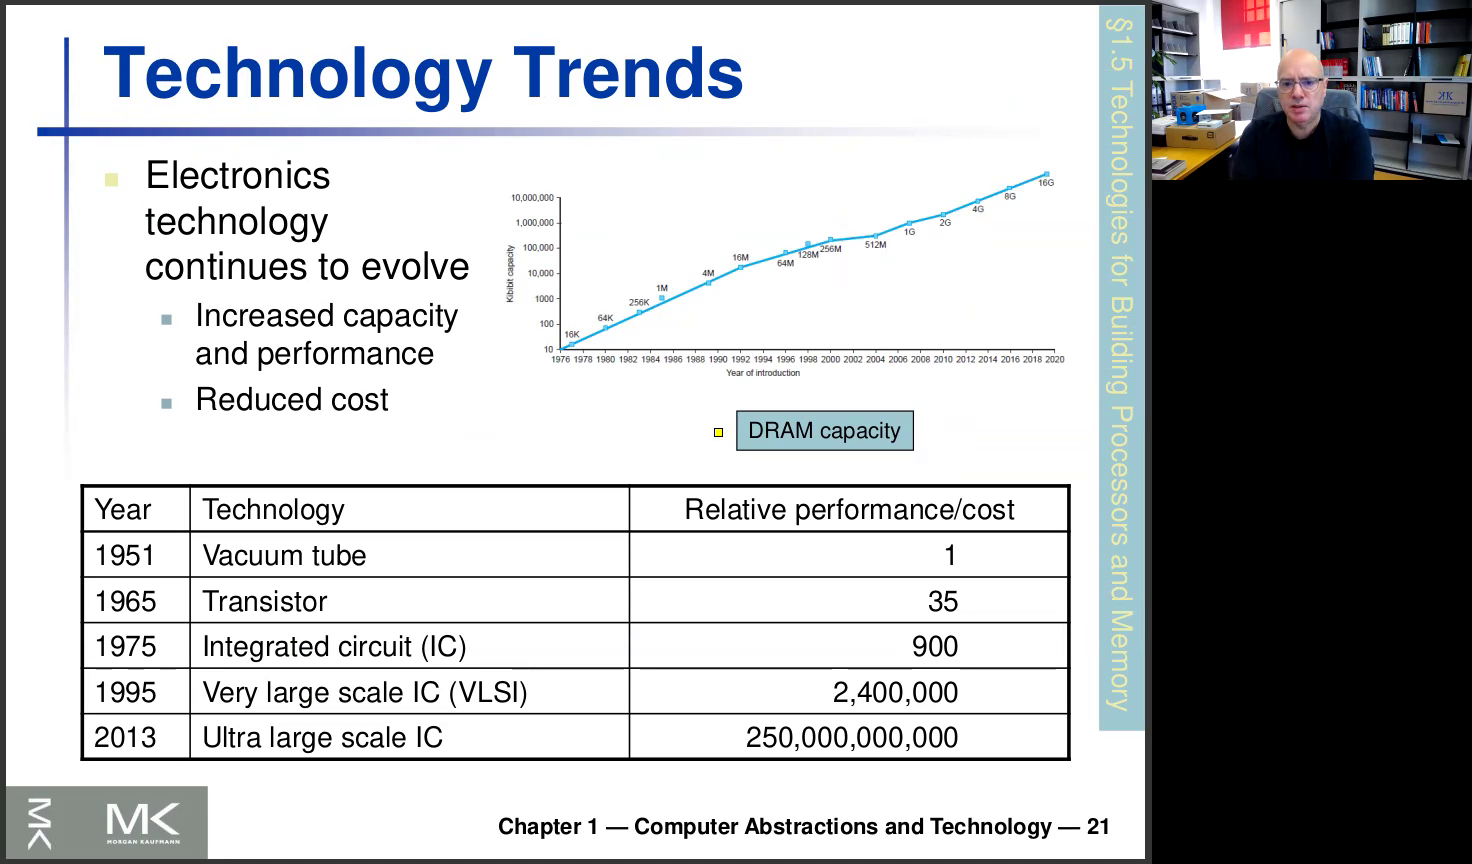 Technology Trends
Electronics
technology
continues to evolve
Increased capacity
and performance
Reduced cost
Kibibit capacity
10,000,000
1,000,000
100,000
10,000
1000
100
10
16K
64K
256K
1M
4M
16M
64M
128M
256M
512M
1G
2G
4G
8G
16G
1976 1978 1980 1982 1984 1986 1988 1990 1992 1994 1996 1998 2000 2002 2004 2006 2008 2010 2012 2014 2016 2018 2020
Year of introduction
DRAM capacity
Year Technology Relative performance/cost
1951 Vacuum tube 1
1965 Transistor 35
1975 Integrated circuit (IC) 900
1995 Very large scale IC (VLSI) 2,400,000
2013 Ultra large scale IC 250,000,000,000
§1.5 Technologies for Building Processors and Memory
MK
MK
MORGAN KAUFMANN
Chapter 1 — Computer Abstractions and Technology — 21